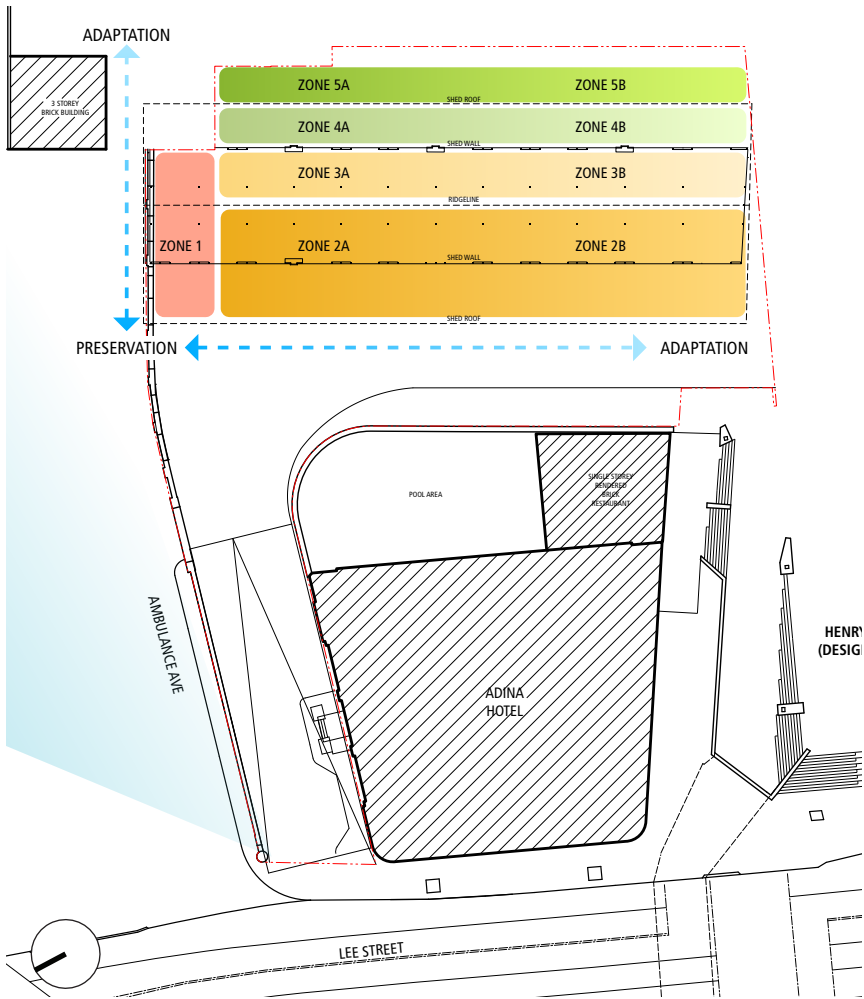 ADAPTATION
3 STOREY
BRICK BUILDING
ZONE 5A
ZONE 5B
SHED ROOF
ZONE 4A
ZONE 4B
SHED WALL
ZONE 3A
ZONE 3B
RIDGELINE
ZONE 1
ZONE 2A
ZONE 2B
SHED WALL
SHED ROOF
PRESERVATION
ADAPTATION
SINGLE STOREY
RENDERED
BRICK
RESTAURANT
POOL AREA
AMBULANCE AVE
HENRY
(DESIG
ADINA
HOTEL
LEE STREET